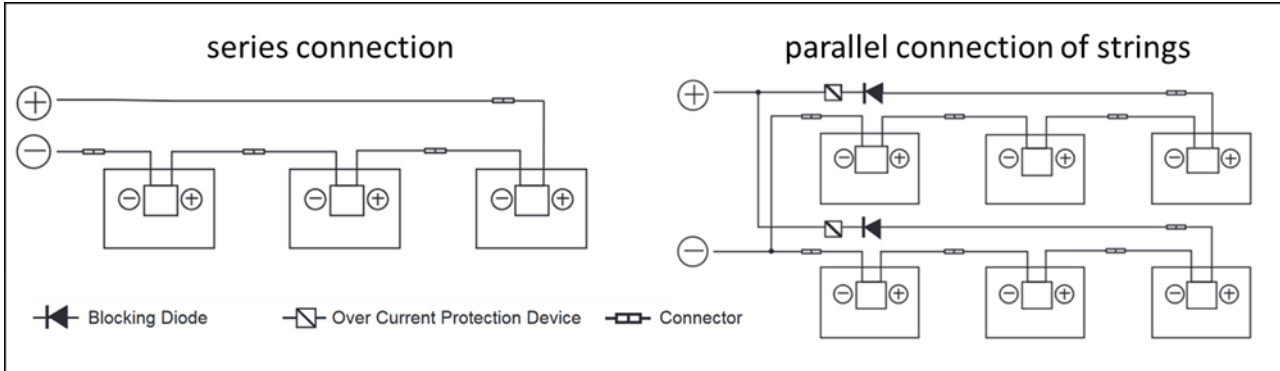 series connection
parallel connection of strings
Blocking Diode
Over Current Protection Device
Connector